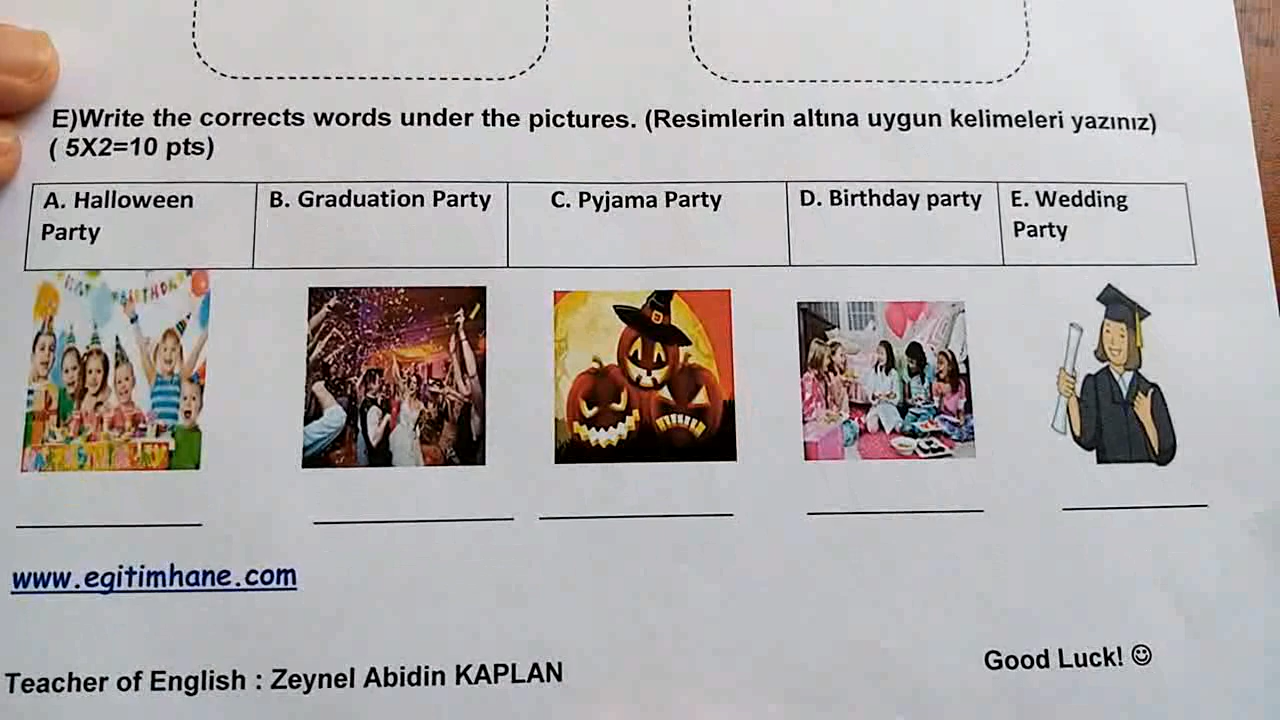 E)Write the corrects words under the pictures. (Resimlerin altına uygun kelimeleri yazınız)
( 5X2=10 pts)
A. Halloween
Party
B. Graduation Party
C. Pyjama Party
D. Birthday party
E. Wedding
Party
www.egitimhane.com
Good Luck! ☺
Teacher of English : Zeynel Abidin KAPLAN